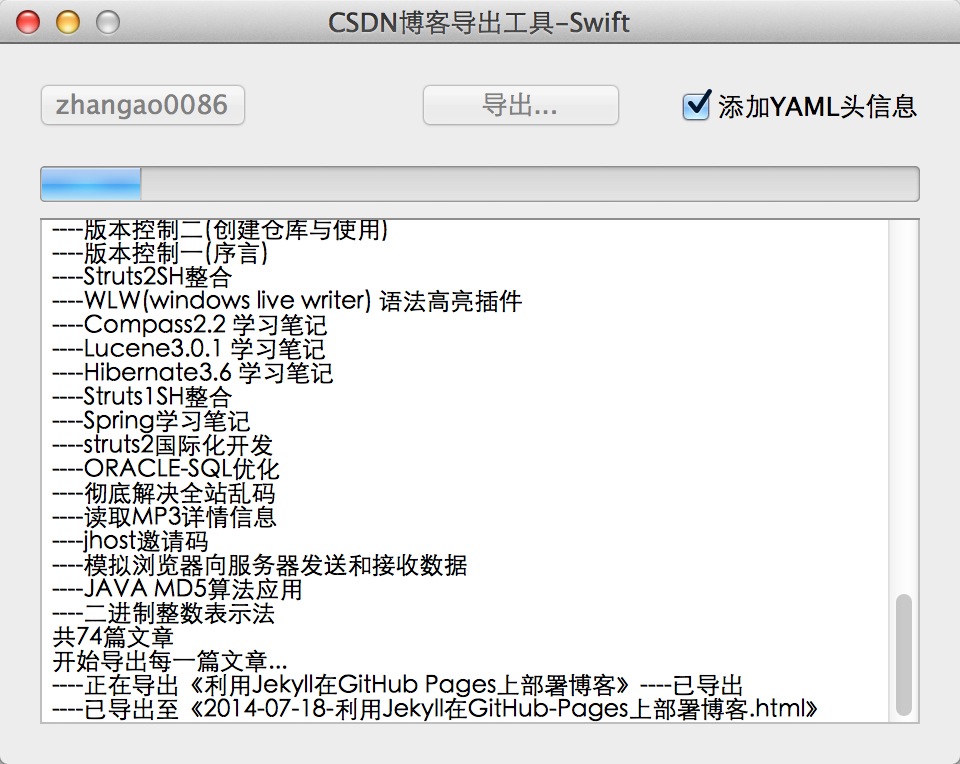 CSDN博客导出工具-Swift
zhangao0086
导出...
添加YAML头信息
----版本控制二(创建仓库与使用)
----版本控制一(序言)
----Struts2SH整合
----WLW(windows live writer) 语法高亮插件
----Compass2.2 学习笔记
----Lucene3.0.1 学习笔记
----Hibernate3.6 学习笔记
----Struts1SH整合
----Spring学习笔记
----struts2国际化开发
----ORACLE-SQL优化
----彻底解决全站乱码
----读取MP3详情信息
----jhost邀请码
----模拟浏览器向服务器发送和接收数据
----JAVA MD5算法应用
----二进制整数表示法
共74篇文章
开始导出每一篇文章...
----正在导出《利用Jekyll在GitHub Pages上部署博客》----已导出
----已导出至《2014-07-18-利用Jekyll在GitHub-Pages上部署博客.html》